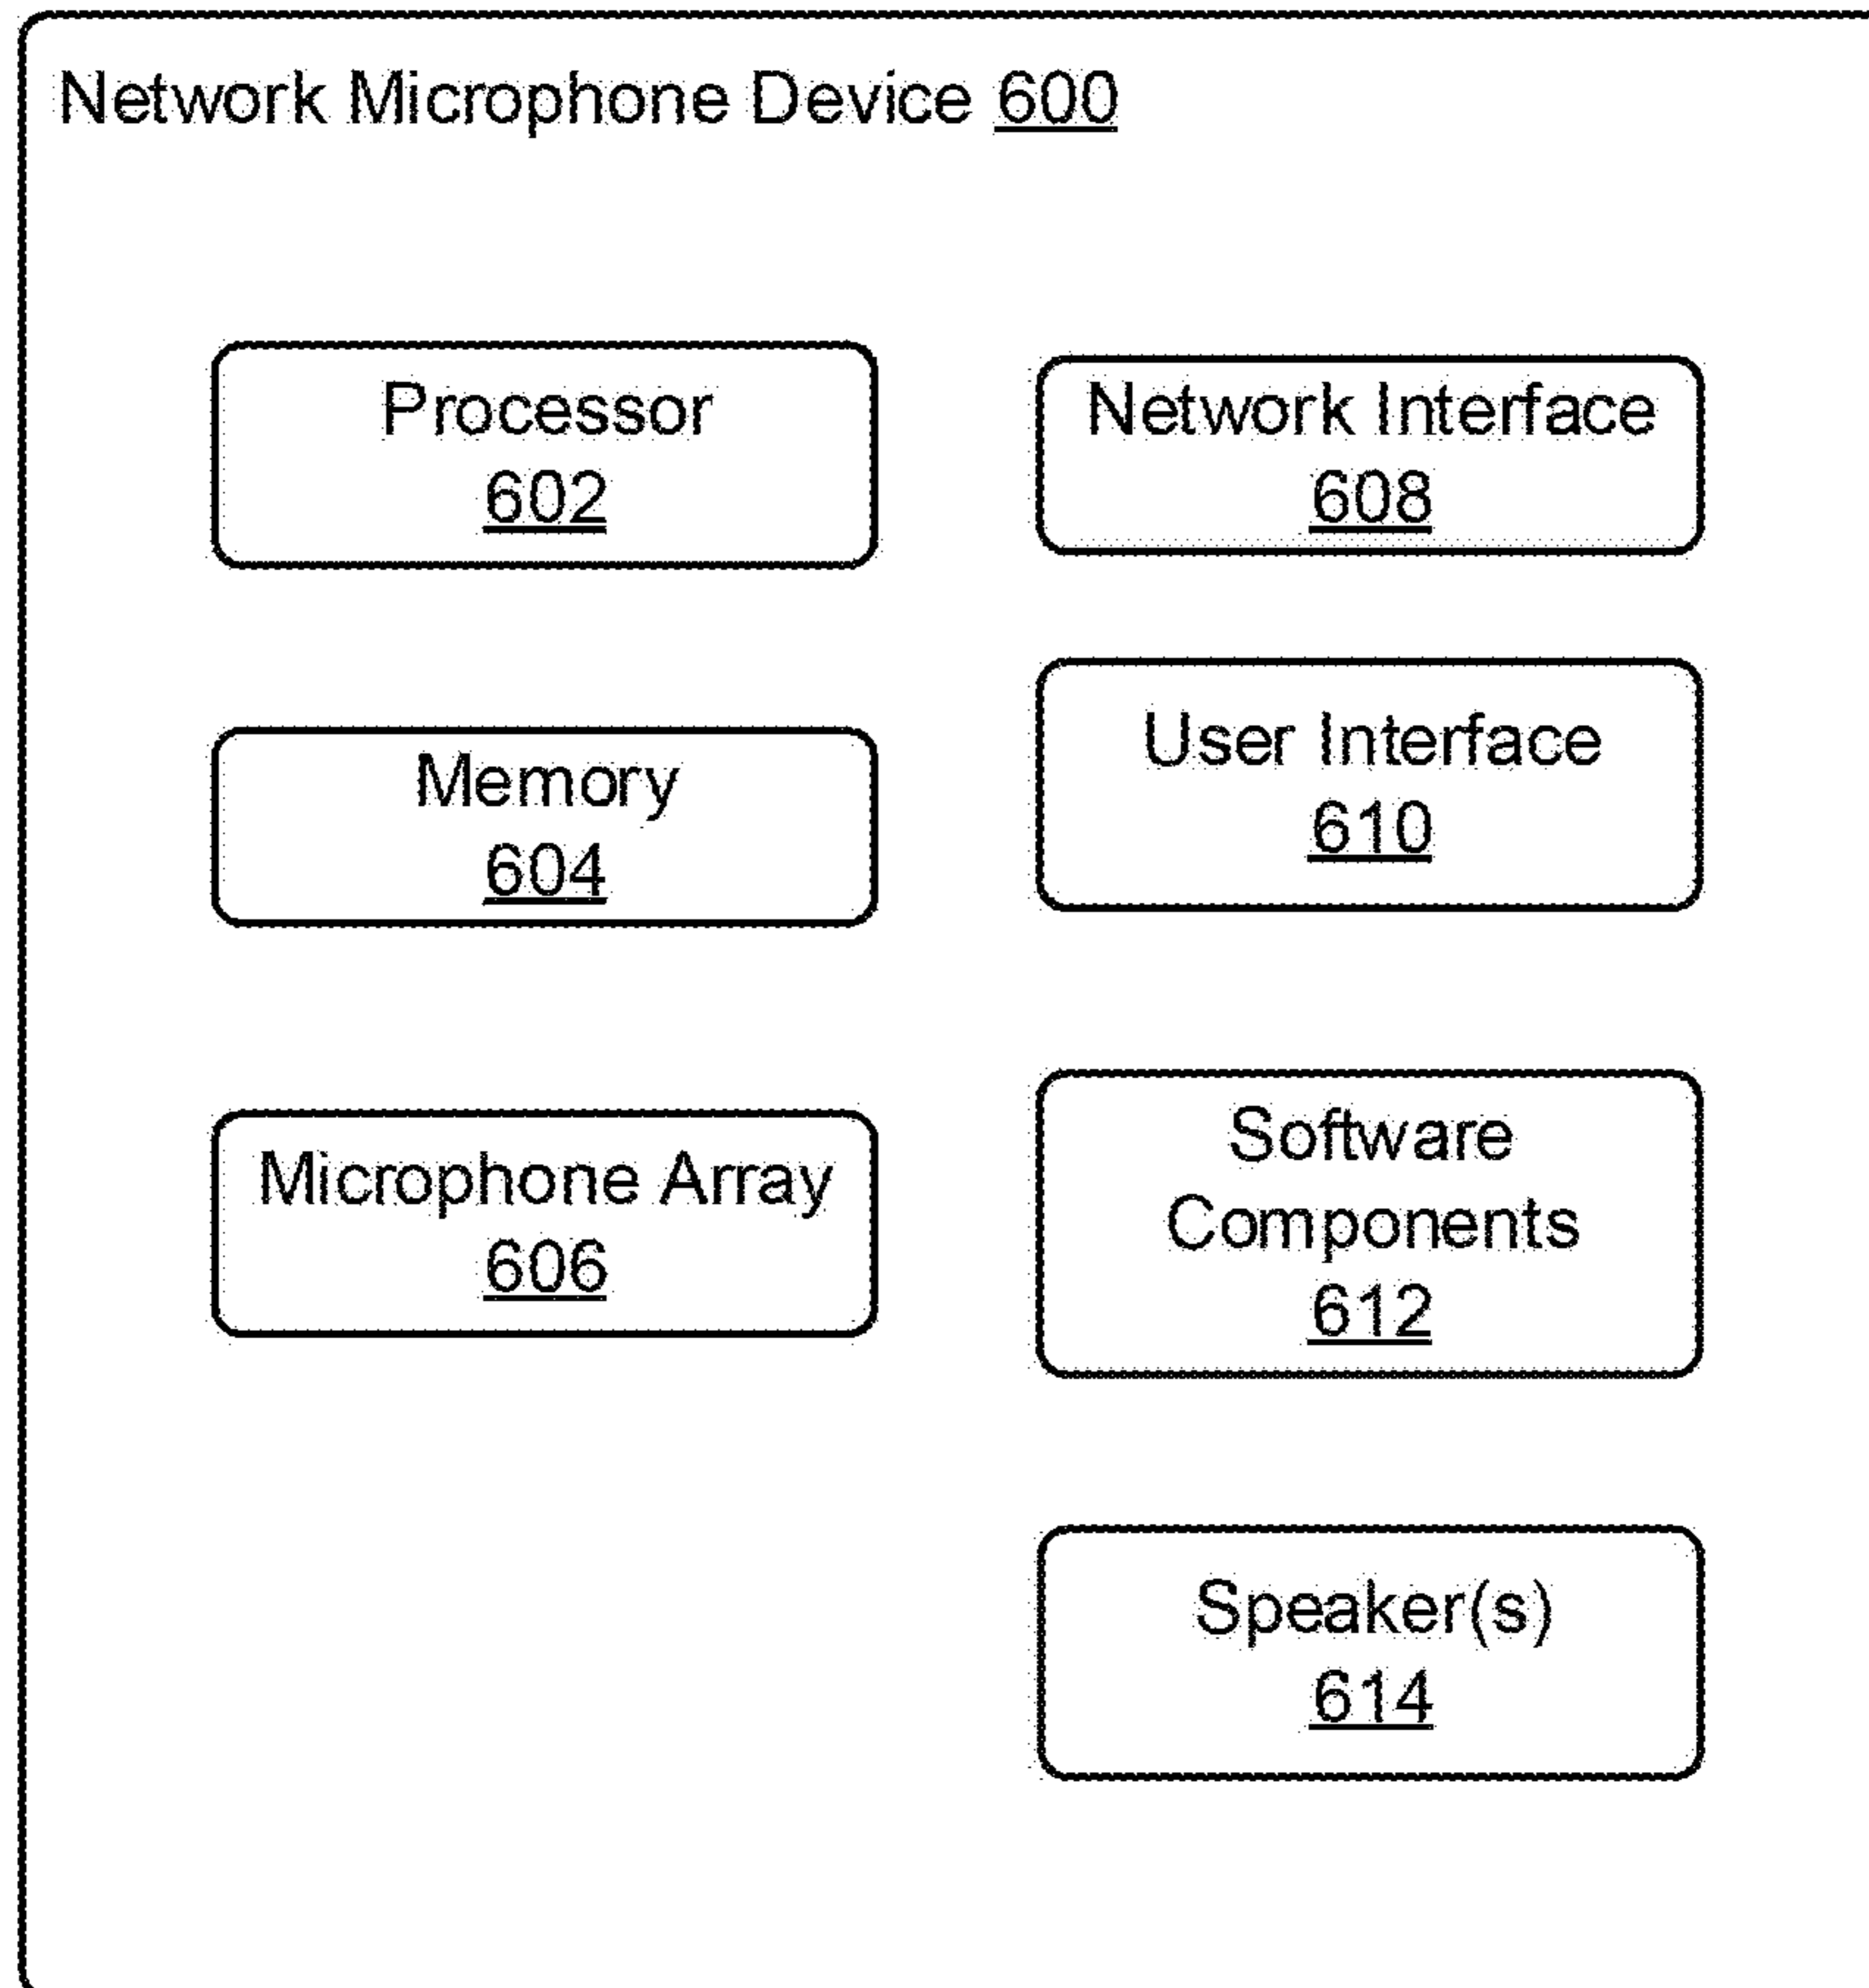 Network Microphone Device 600
Processor
602
Memory
604
Microphone Array
606
Network Interface
608
User Interface
610
Software
Components
612
Speaker(s)
614